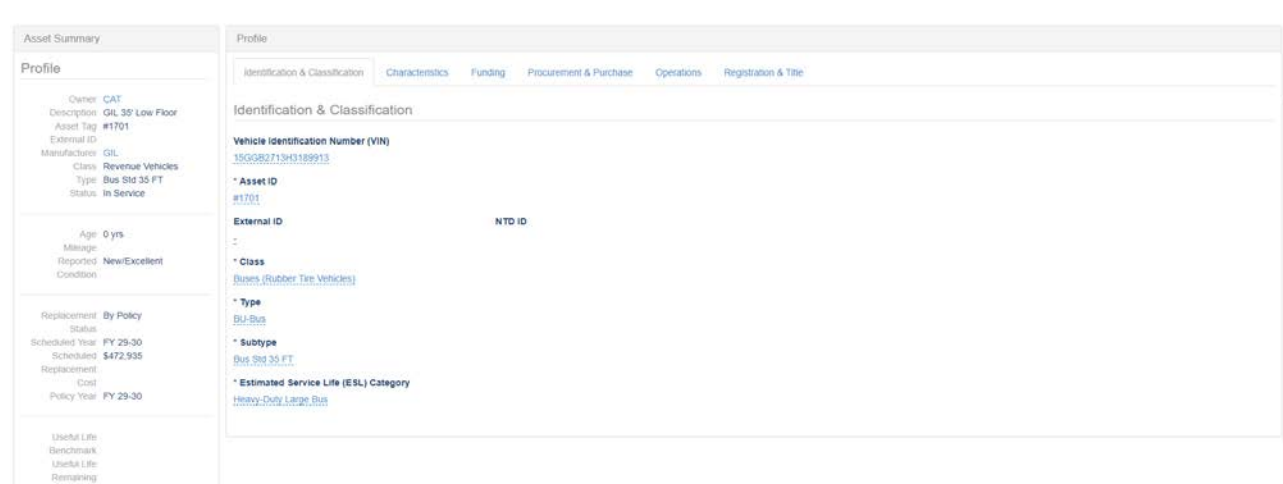 Asset Summary
Profile
Owner CAT
Description GIL 35' Low Floor
Asset Tag #1701
External ID
Manufacturer GIL
Class Revenue Vehicles
Type Bus Std 35 FT
Status In Service
Age 0 yrs
Mileage
Reported New/Excellent
Condition
Replacement By Policy
Status
Scheduled Year FY 29-30
Scheduled $472,935
Replacement
Cost
Policy Year FY 29-30
Useful Life
Benchmark
Useful Life
Remaining
Profile
Identification & Classification Characteristics Funding Procurement & Purchase Operations Registration & Title
Identification & Classification
Vehicle Identification Number (VIN)
15GGB2713H3189913
* Asset ID
#1701
External ID NTD ID
-
* Class
Buses (Rubber Tire Vehicles)
* Type
BU-Bus
* Subtype
Bus Std 35 FT
* Estimated Service Life (ESL) Category
Heavy-Duty Large Bus